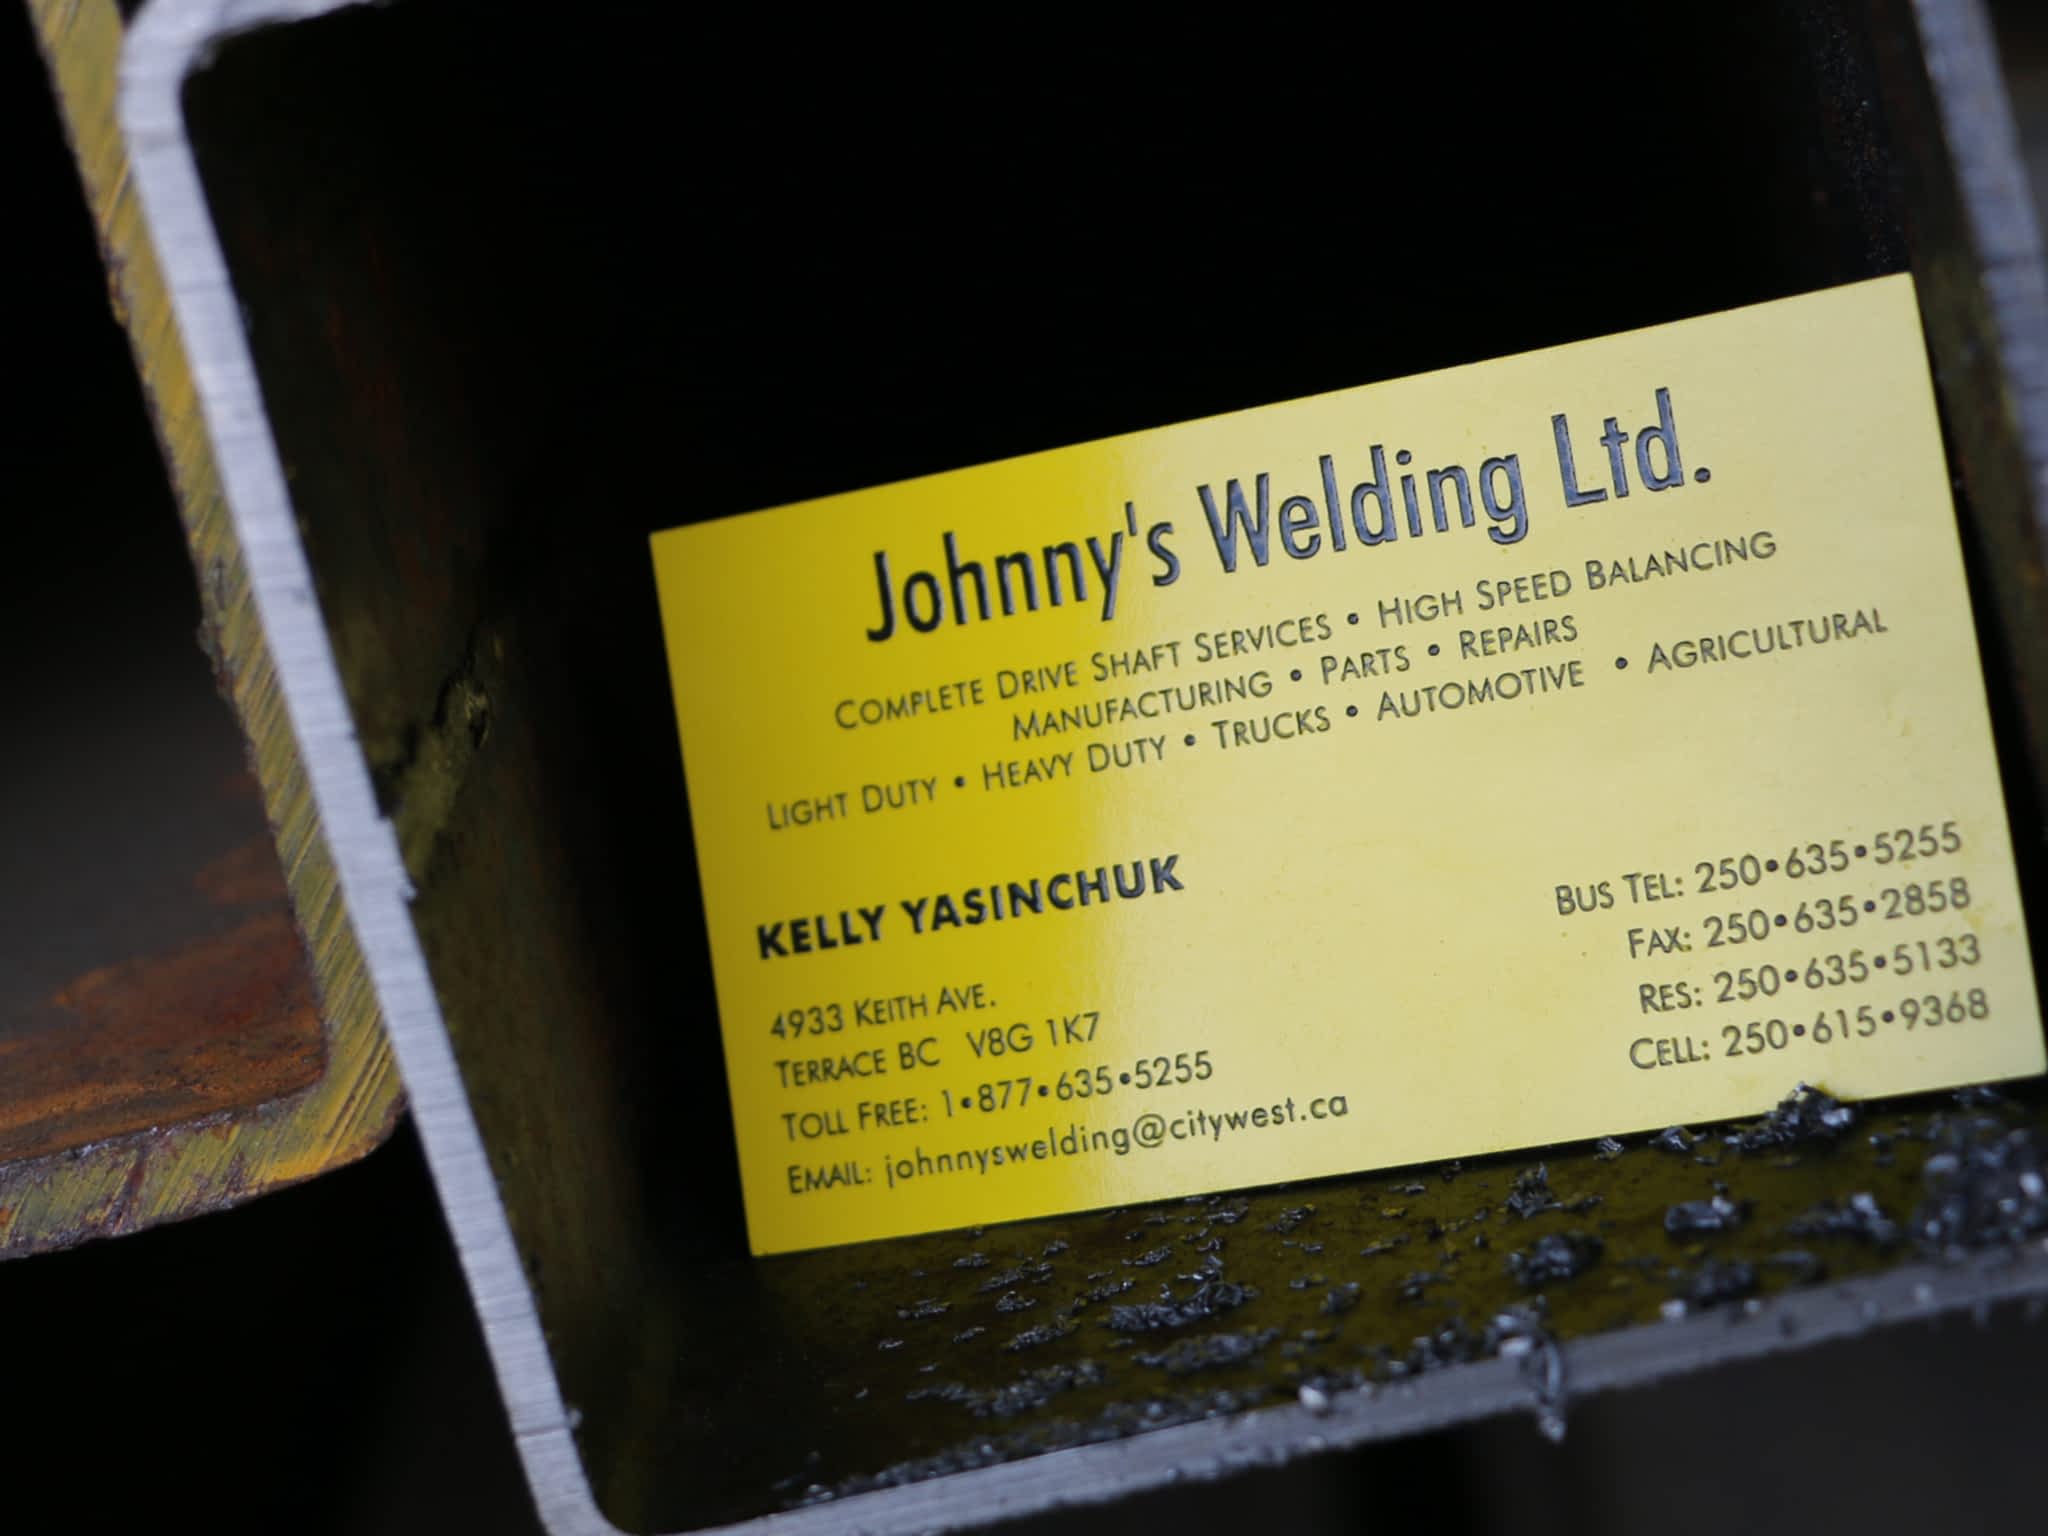 Johnny's Welding Ltd.
COMPLETE DRIVE SHAFT SERVICES • HIGH SPEED BALANCING
MANUFACTURING • PARTS • REPAIRS
LIGHT DUTY • HEAVY DUTY • TRUCKS • AUTOMOTIVE • AGRICULTURAL
KELLY YASINCHUK
4933 KEITH AVE.
TERRACE BC V8G 1K7
TOLL FREE: 1•877•635•5255
EMAIL: johnnyswelding@citywest.ca
BUS TEL: 250•635•5255
FAX: 250•635•2858
RES: 250•635•5133
CELL: 250•615•9368